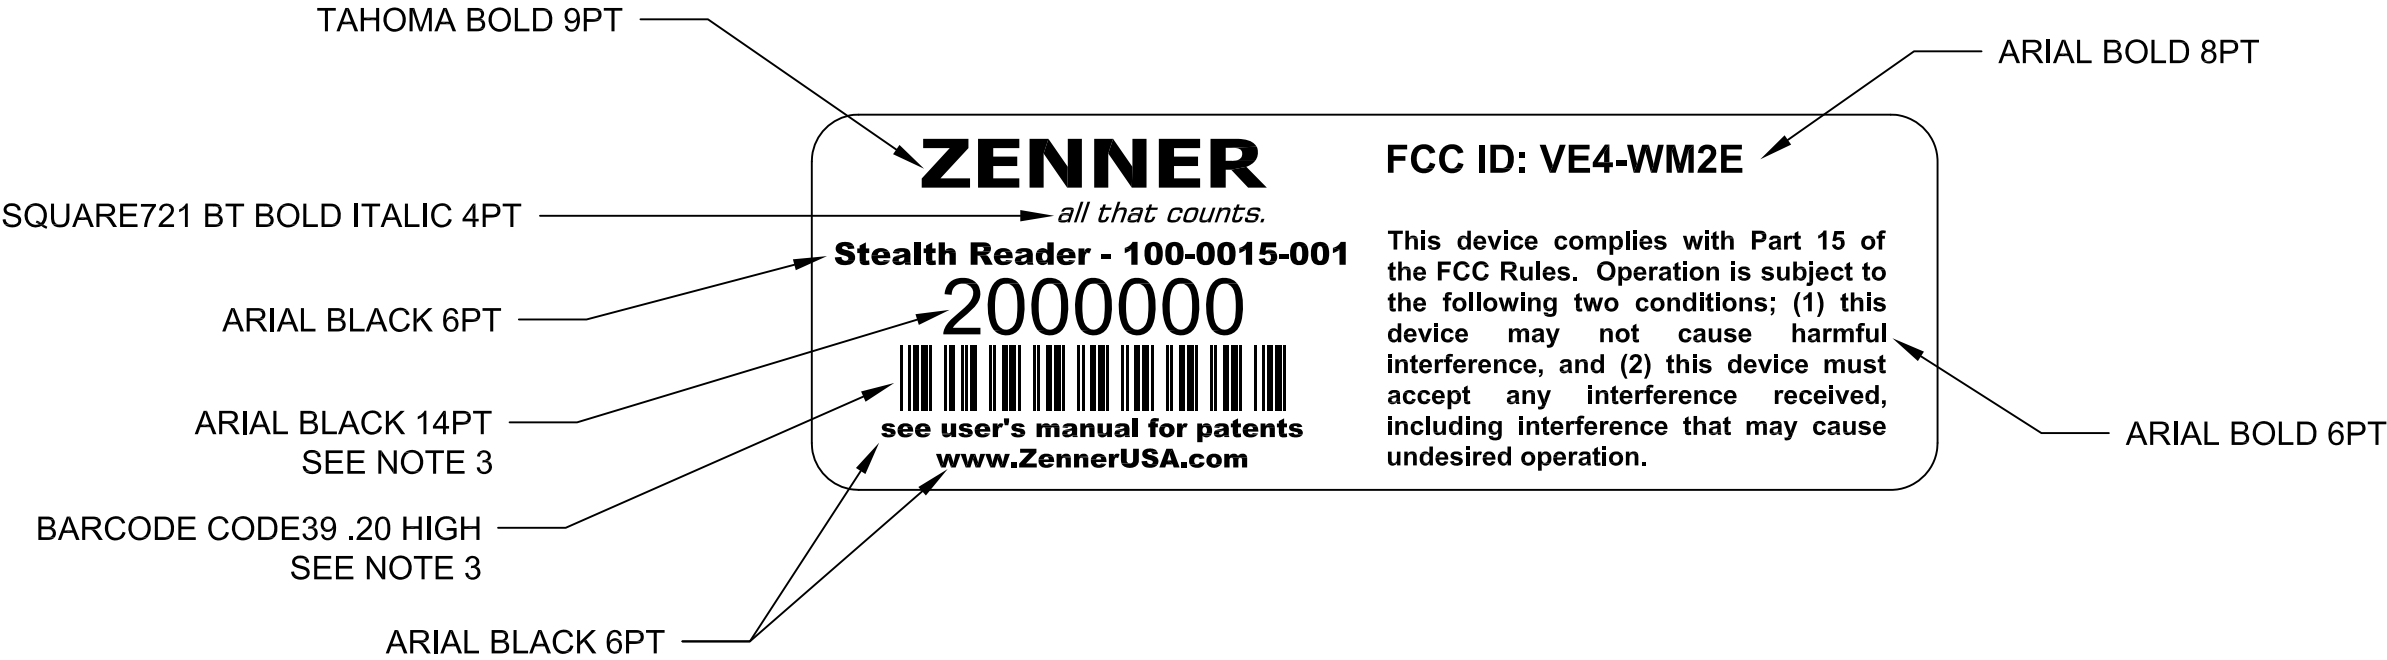 TAHOMA BOLD 9PT
ARIAL BOLD 8PT
ZENNER
FCC ID: VE4-WM2E
SQUARE721 BT BOLD ITALIC 4PT
all that counts.
Stealth Reader - 100-0015-001
2000000
see user's manual for patents
www.ZennerUSA.com
This device complies with Part 15 of
the FCC Rules.  Operation is subject to
the following two conditions; (1) this
device may not cause harmful
interference, and (2) this device must
accept any interference received,
including interference that may cause
undesired operation.
ARIAL BLACK 6PT
ARIAL BLACK 14PT
SEE NOTE 3
ARIAL BOLD 6PT
BARCODE CODE39 .20 HIGH
SEE NOTE 3
ARIAL BLACK 6PT